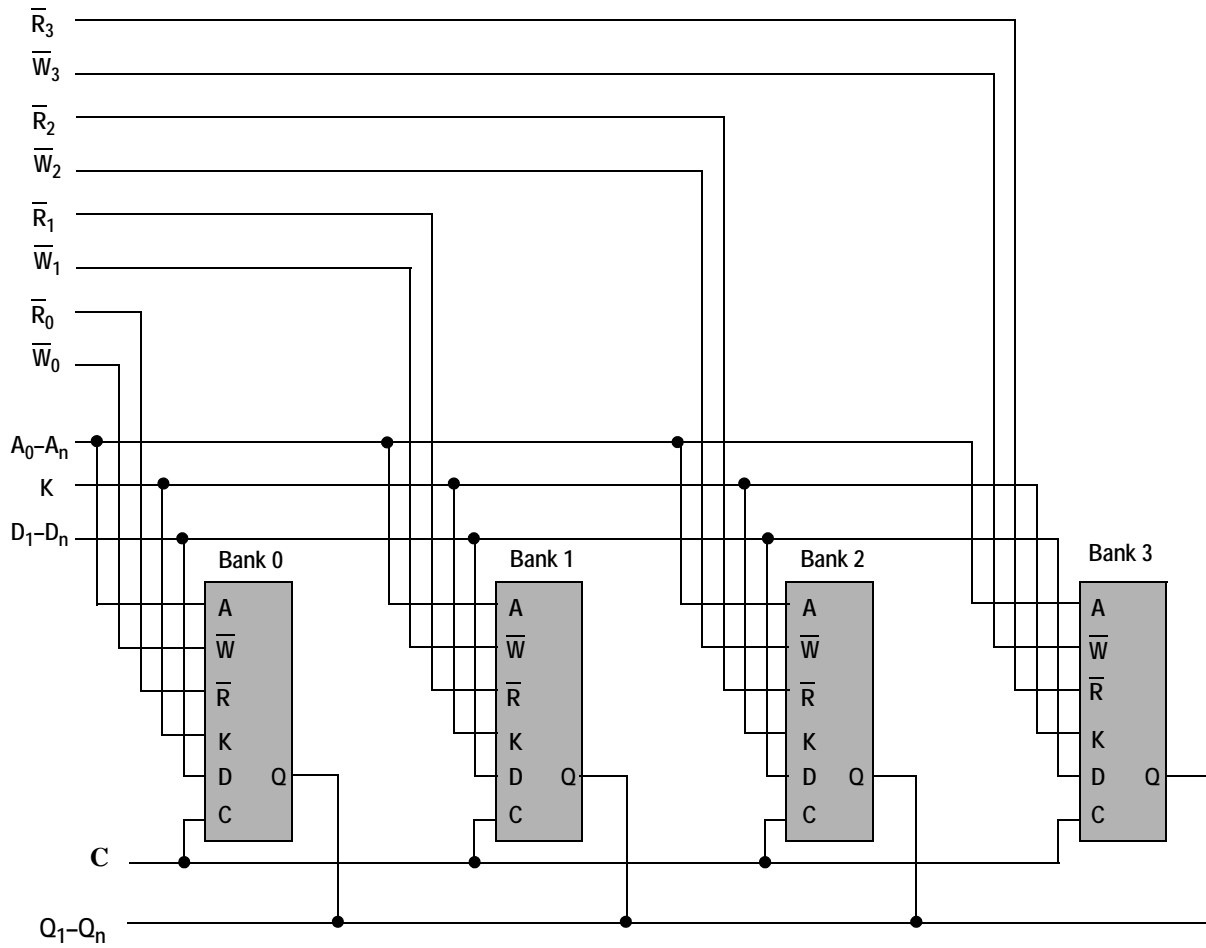 R̅3
W̅3
R̅2
W̅2
R̅1
W̅1
R̅0
W̅0
A0–An
K
D1–Dn
Bank 0
Bank 1
Bank 2
Bank 3
A
W̅
R̅
K
D
Q
C
A
W̅
R̅
K
D
Q
C
A
W̅
R̅
K
D
Q
C
A
W̅
R̅
K
D
Q
C
C
Q1–Qn